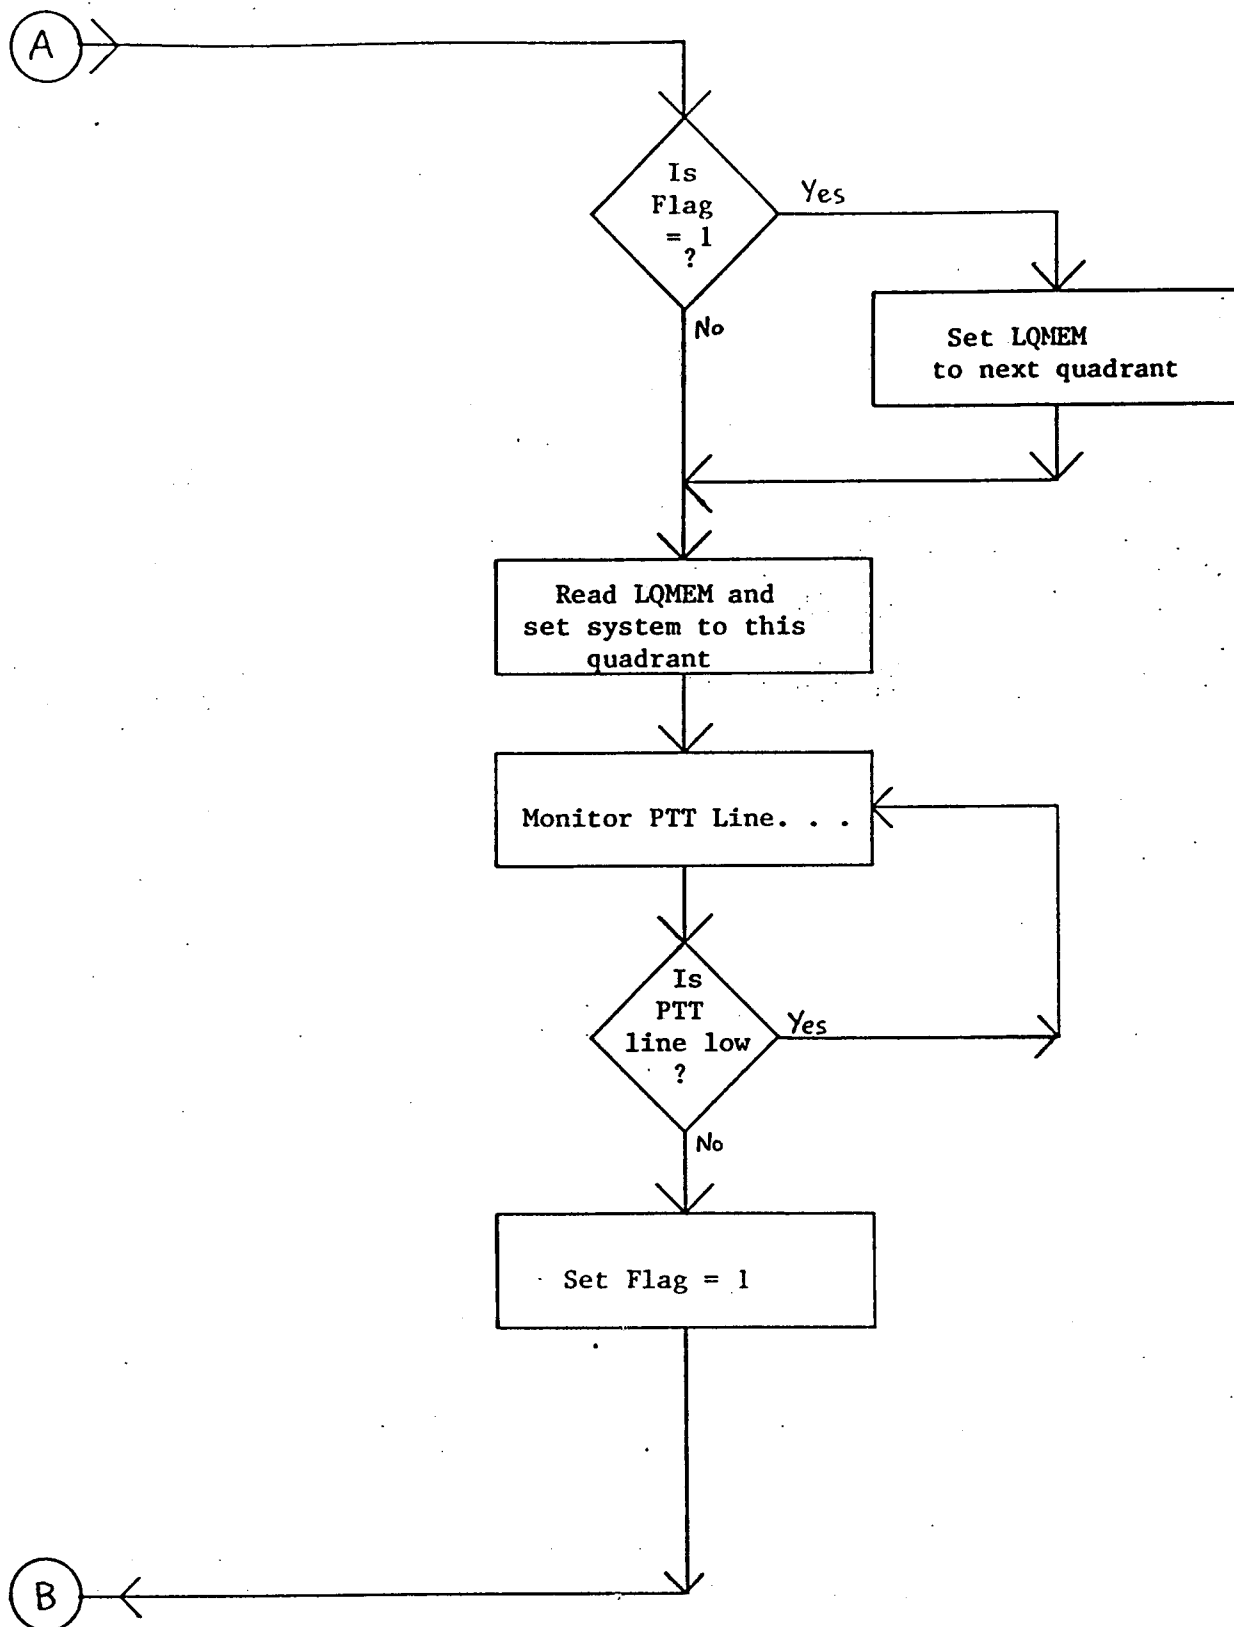 A
Is
Flag
= 1
?
Yes
No
Set LQMEM
to next quadrant
Read LQMEM and
set system to this
quadrant
Monitor PTT Line. . .
Is
PTT
line low
?
Yes
No
Set Flag = 1
B